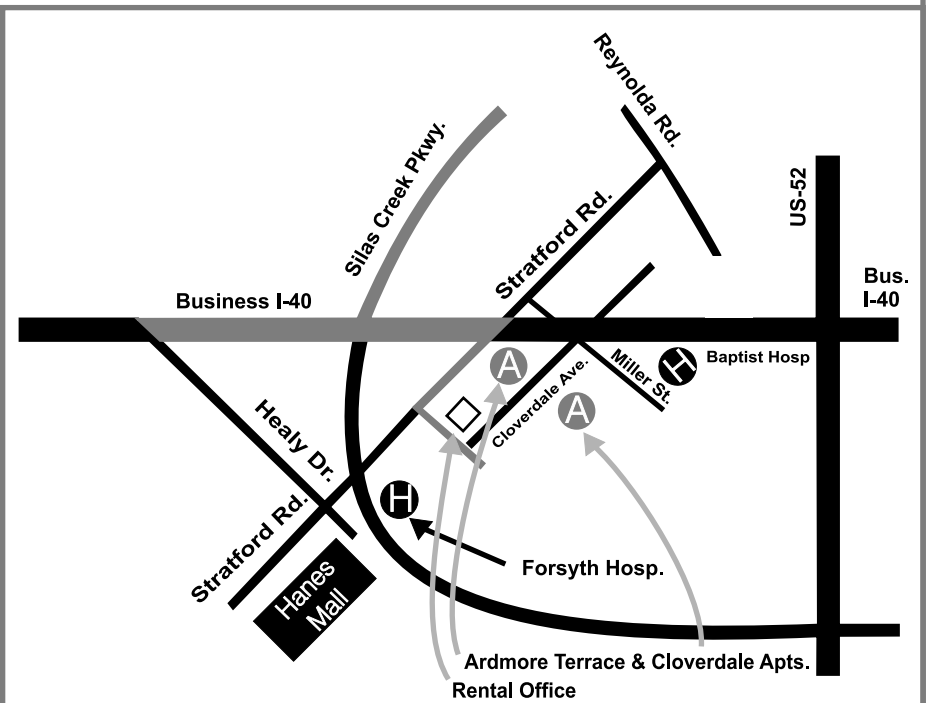 Reynolda Rd.
Silas Creek Pkwy.
US-52
Stratford Rd.
Business I-40
Bus.
I-40
A
H
Baptist Hosp
Miller St.
Cloverdale Ave.
A
Healy Dr.
H
Stratford Rd.
Forsyth Hosp.
Hanes
Mall
Ardmore Terrace & Cloverdale Apts.
Rental Office